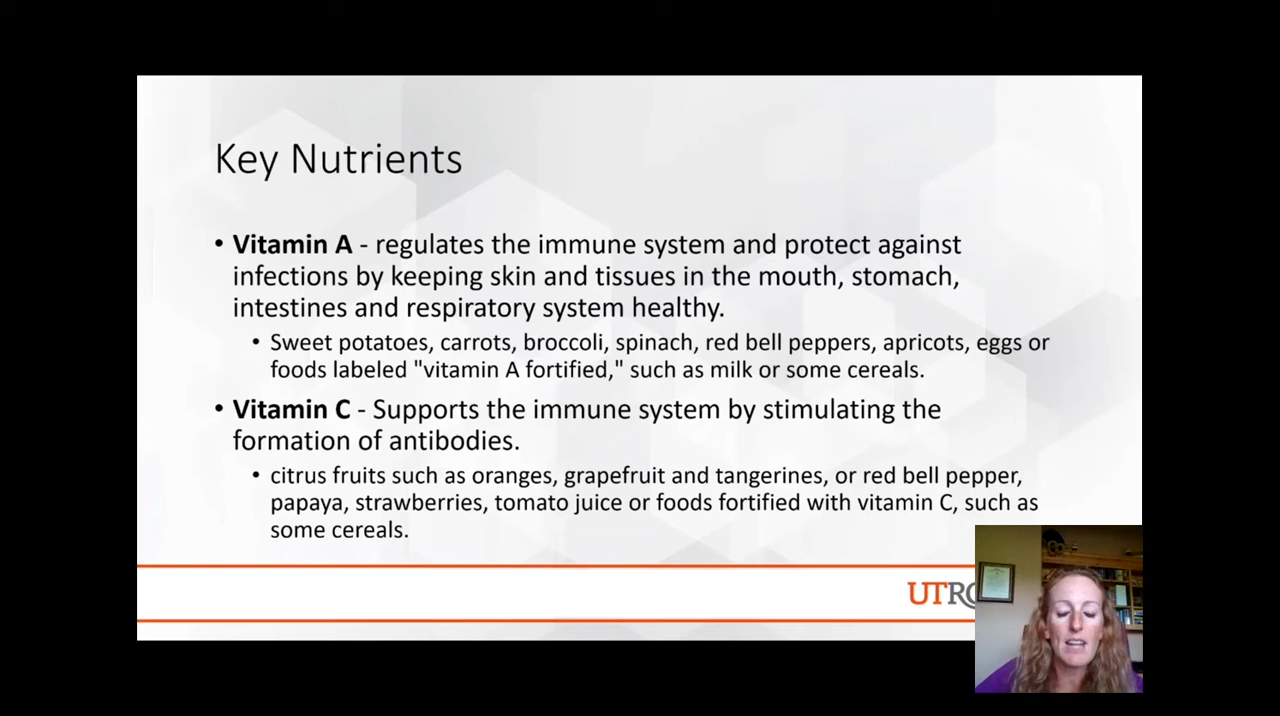 Key Nutrients
• Vitamin A - regulates the immune system and protect against
infections by keeping skin and tissues in the mouth, stomach,
intestines and respiratory system healthy.
• Sweet potatoes, carrots, broccoli, spinach, red bell peppers, apricots, eggs or
foods labeled "vitamin A fortified," such as milk or some cereals.
• Vitamin C - Supports the immune system by stimulating the
formation of antibodies.
• citrus fruits such as oranges, grapefruit and tangerines, or red bell pepper,
papaya, strawberries, tomato juice or foods fortified with vitamin C, such as
some cereals.